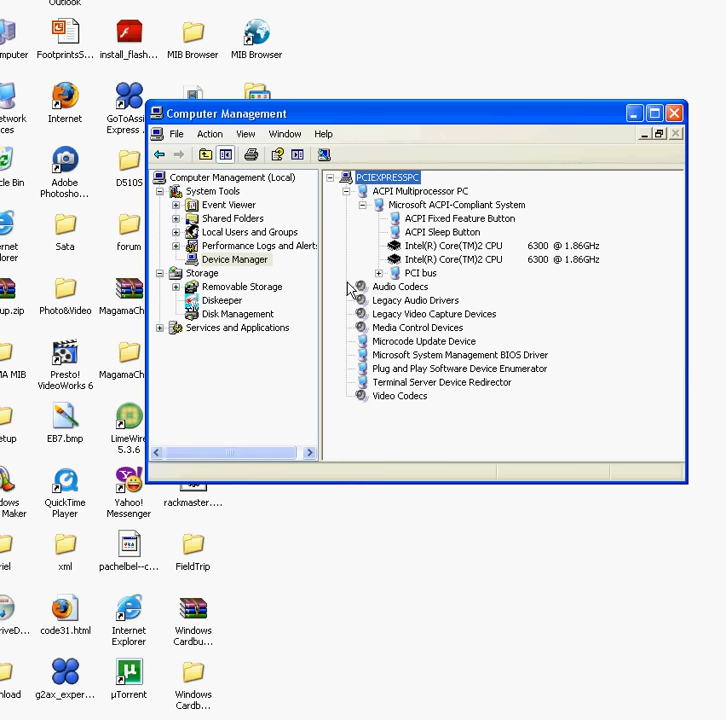 Outlook
omputer
FootprintsS...
install_flash...
MIB Browser
MIB Browser
etwork
ces
Internet
GoToAssi
Express
cle Bin
Adobe
Photosho...
D510S
ernet
lorer
Sata
forum
up.zip
Photo&Video
MagamaCh
MA MIB
Presto!
VideoWorks 6
MagamaCh
etup
EB7.bmp
LimeWire
5.3.6
dows
Maker
QuickTime
Player
Yahoo!
Messenger
rackmaster....
riel
xml
pachelbel--c...
FieldTrip
riveD...
code31.html
Internet
Explorer
Windows
Cardbu...
nload
g2ax_exper...
µTorrent
Windows
Cardb...
Computer Management
File Action View Window Help
Computer Management (Local)
System Tools
Event Viewer
Shared Folders
Local Users and Groups
Performance Logs and Alerts
Device Manager
Storage
Removable Storage
Diskeeper
Disk Management
Services and Applications
PCIEXPRESSPC
ACPI Multiprocessor PC
Microsoft ACPI-Compliant System
ACPI Fixed Feature Button
ACPI Sleep Button
Intel(R) Core(TM)2 CPU 6300 @ 1.86GHz
Intel(R) Core(TM)2 CPU 6300 @ 1.86GHz
PCI bus
Audio Codecs
Legacy Audio Drivers
Legacy Video Capture Devices
Media Control Devices
Microcode Update Device
Microsoft System Management BIOS Driver
Plug and Play Software Device Enumerator
Terminal Server Device Redirector
Video Codecs